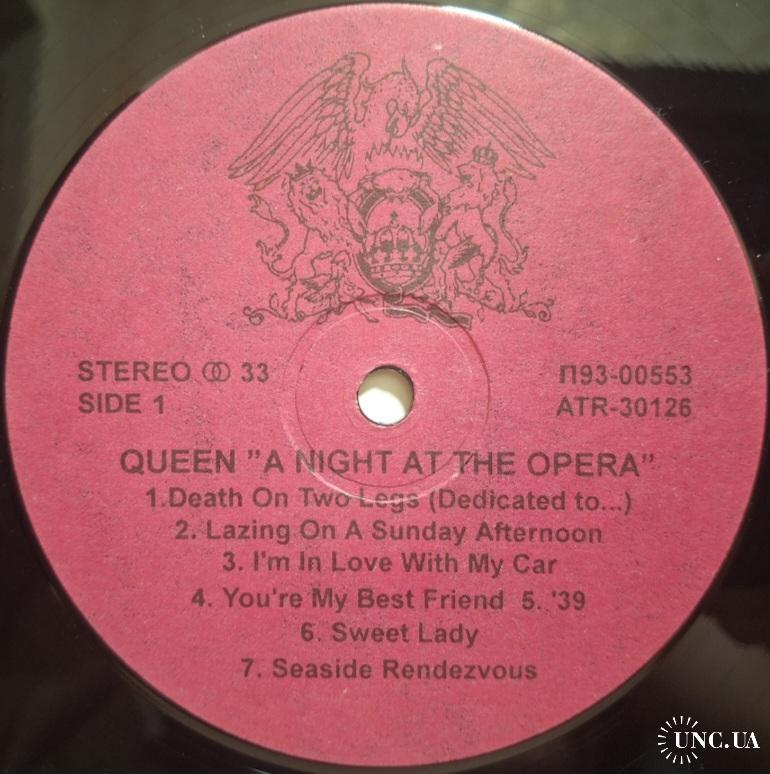 STEREO 33
SIDE 1
П93-00553
ATR-30126
QUEEN "A NIGHT AT THE OPERA"
1.Death On Two Legs (Dedicated to...)
2. Lazing On A Sunday Afternoon
3. I'm In Love With My Car
4. You're My Best Friend 5. '39
6. Sweet Lady
7. Seaside Rendezvous
UNC.UA